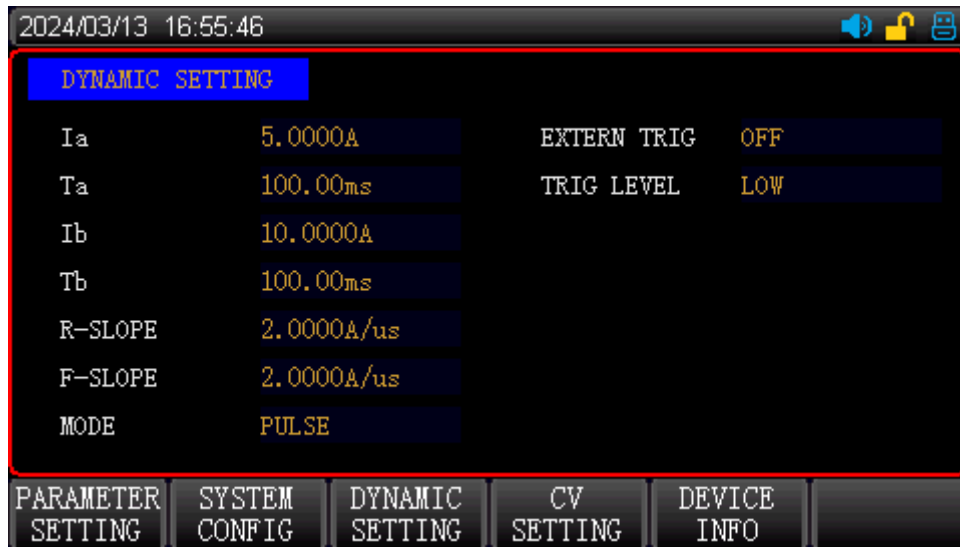 2024/03/13 16:55:46
DYNAMIC SETTING
Ia 5.0000A EXTERN TRIG OFF
Ta 100.00ms TRIG LEVEL LOW
Ib 10.0000A
Tb 100.00ms
R-SLOPE 2.0000A/us
F-SLOPE 2.0000A/us
MODE PULSE
PARAMETER SYSTEM DYNAMIC CV DEVICE
SETTING CONFIG SETTING SETTING INFO